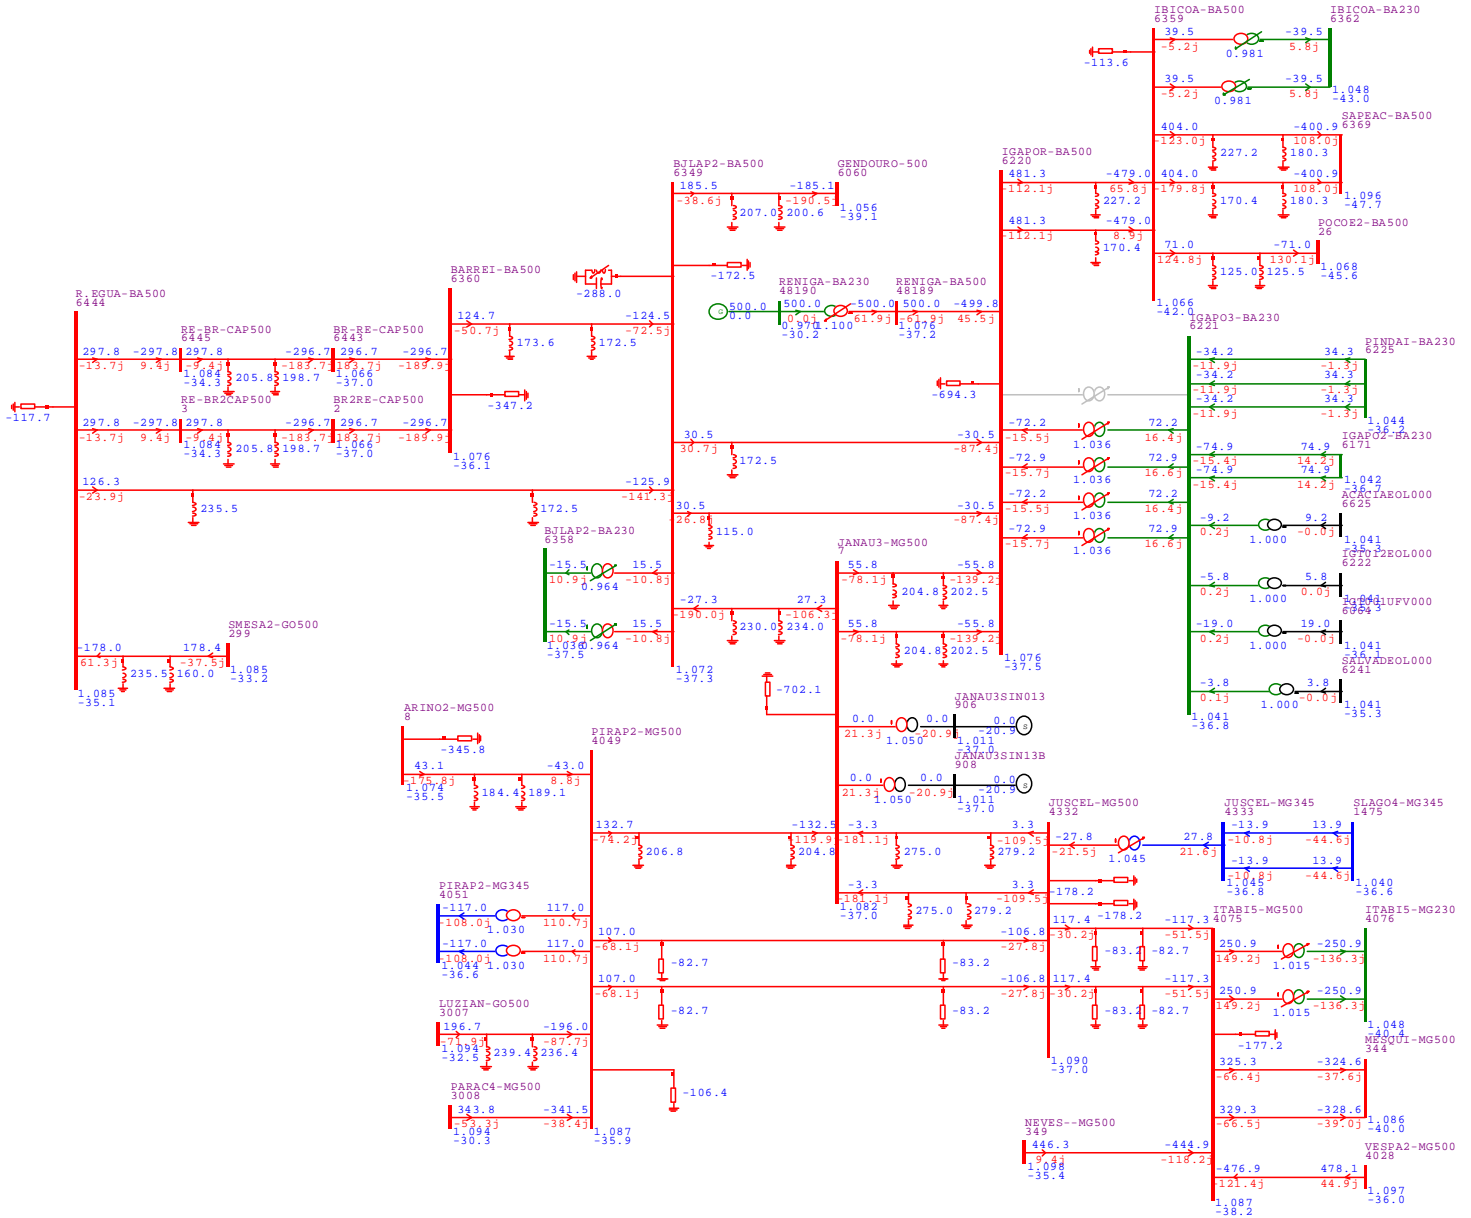 IBICOA-BA500
6359
39.5
-5.2j
-39.5
5.8j
0.981
IBICOA-BA230
6362
-113.6
39.5
-5.2j
-39.5
5.8j
0.981
1.048
-43.0
SAPEAC-BA500
6369
404.0
-123.0j
-400.9
108.0j
227.2
180.3
404.0
-179.8j
-400.9
108.0j
170.4
180.3
1.096
-47.7
POCOE2-BA500
26
71.0
124.8j
-71.0
130.1j
125.0
125.5
1.068
-45.6
1.066
-42.0
IGAPOR-BA500
6220
481.3
-112.1j
-479.0
65.8j
227.2
481.3
-112.1j
-479.0
8.9j
170.4
BJLAP2-BA500
6349
185.5
-38.6j
-185.1
-190.5j
207.0
200.6
GENDOURO-500
6060
1.056
-39.1
-172.5
-288.0
RENIGA-BA230
48190
G
500.0
0.0
500.0
0.0j
0.970
-30.2
1.100
-500.0
-61.9j
RENIGA-BA500
48189
500.0
-61.9j
1.076
-37.2
-499.8
45.5j
-694.3
BARREI-BA500
6360
124.7
-50.7j
-124.5
-72.5j
173.6
172.5
-347.2
1.076
-36.1
R.EGUA-BA500
6444
297.8
-13.7j
-297.8
9.4j
RE-BR-CAP500
6445
297.8
-9.4j
1.084
-34.3
205.8
198.7
-296.7
-183.7j
BR-RE-CAP500
6443
296.7
183.7j
1.066
-37.0
-296.7
-189.9j
-117.7
RE-BR2CAP500
3
297.8
-13.7j
-297.8
9.4j
297.8
-9.4j
1.084
-34.3
205.8
198.7
-296.7
-183.7j
BR2RE-CAP500
2
296.7
183.7j
1.066
-37.0
-296.7
-189.9j
126.3
-23.9j
-125.9
-141.3j
235.5
172.5
30.5
30.7j
-30.5
-87.4j
172.5
30.5
26.8j
-30.5
-87.4j
115.0
IGAPO3-BA230
6221
-34.2
-11.9j
34.3
-1.3j
-34.2
-11.9j
34.3
-1.3j
-34.2
-11.9j
34.3
-1.3j
PINDAI-BA230
6225
1.044
-36.2
-72.2
-15.5j
1.036
72.2
16.4j
-72.9
-15.7j
1.036
72.9
16.6j
-72.2
-15.5j
1.036
72.2
16.4j
-72.9
-15.7j
1.036
72.9
16.6j
IGAPO2-BA230
6171
-74.9
-15.4j
74.9
14.2j
-74.9
-15.4j
74.9
14.2j
1.042
-36.7
ACACIAEOL000
6625
-9.2
0.2j
1.000
9.2
-0.0j
1.041
-35.3
6222
-5.8
0.2j
1.000
5.8
0.0j
1.041
-35.3
-19.0
0.2j
1.000
19.0
-0.0j
1.041
-36.1
SALVADEOL000
6241
-3.8
0.1j
1.000
3.8
-0.0j
1.041
-35.3
1.041
-36.8
BJLAP2-BA230
6358
-15.5
10.9j
0.964
15.5
-10.8j
-15.5
10.9j
0.964
15.5
-10.8j
1.036
-37.5
JANAU3-MG500
7
55.8
-78.1j
-55.8
-139.2j
204.8
202.5
55.8
-78.1j
-55.8
-139.2j
204.8
202.5
1.076
-37.5
-27.3
-190.0j
27.3
-106.3j
230.0
234.0
1.072
-37.3
SMESA2-GO500
299
-178.0
61.3j
178.4
-37.5j
235.5
160.0
1.085
-33.2
1.085
-35.1
-702.1
JANAU3SIN013
906
0.0
21.3j
1.050
0.0
-20.9j
1.011
-37.0
0.0
-20.9
S
JANAU3SIN13B
908
0.0
21.3j
1.050
0.0
-20.9j
1.011
-37.0
0.0
-20.9
S
ARINO2-MG500
8
-345.8
43.1
-175.8j
-43.0
8.8j
1.074
-35.5
184.4
189.1
PIRAP2-MG500
4049
132.7
-74.2j
-132.5
-119.9j
206.8
204.8
-3.3
-181.1j
3.3
-109.5j
275.0
279.2
-3.3
-181.1j
3.3
-109.5j
275.0
279.2
1.082
-37.0
JUSCEL-MG500
4332
-27.8
-21.5j
1.045
27.8
21.6j
JUSCEL-MG345
4333
-13.9
-10.8j
13.9
-44.6j
-13.9
-10.8j
13.9
-44.6j
1.045
-36.8
SLAGO4-MG345
1475
1.040
-36.6
-178.2
-178.2
PIRAP2-MG345
4051
-117.0
-108.0j
1.030
117.0
110.7j
-117.0
-108.0j
1.030
117.0
110.7j
1.044
-36.6
107.0
-68.1j
-106.8
-27.8j
-82.7
-83.2
107.0
-68.1j
-106.8
-27.8j
-82.7
-83.2
117.4
-30.2j
-117.3
-51.5j
-83.2
-82.7
117.4
-30.2j
-117.3
-51.5j
-83.2
-82.7
1.090
-37.0
ITABI5-MG500
4075
250.9
149.2j
1.015
-250.9
-136.3j
250.9
149.2j
1.015
-250.9
-136.3j
ITABI5-MG230
4076
1.048
-40.4
-177.2
LUZIAN-GO500
3007
196.7
-71.9j
-196.0
-87.7j
1.094
-32.5
239.4
236.4
-106.4
PARAC4-MG500
3008
343.8
-53.3j
-341.5
-38.4j
1.094
-30.3
1.087
-35.9
MESQUI-MG500
344
325.3
-66.4j
-324.6
-37.6j
329.3
-66.5j
-328.6
-39.0j
1.086
-40.0
NEVES--MG500
349
446.3
9.4j
-444.9
-118.2j
1.098
-35.4
VESPA2-MG500
4028
-476.9
-121.4j
478.1
44.9j
1.097
-36.0
1.087
-38.2